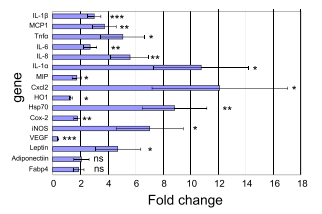 IL-1β ***
MCP1 **
Tnfα *
IL-6 **
IL-8 **
IL-1α *
MIP *
Cxcl2 *
HO1 *
Hsp70 **
Cox-2 **
iNOS *
VEGF ***
Leptin *
Adiponectin ns
Fabp4 ns
gene
0 2 4 6 8 10 12 14 16 18
Fold change